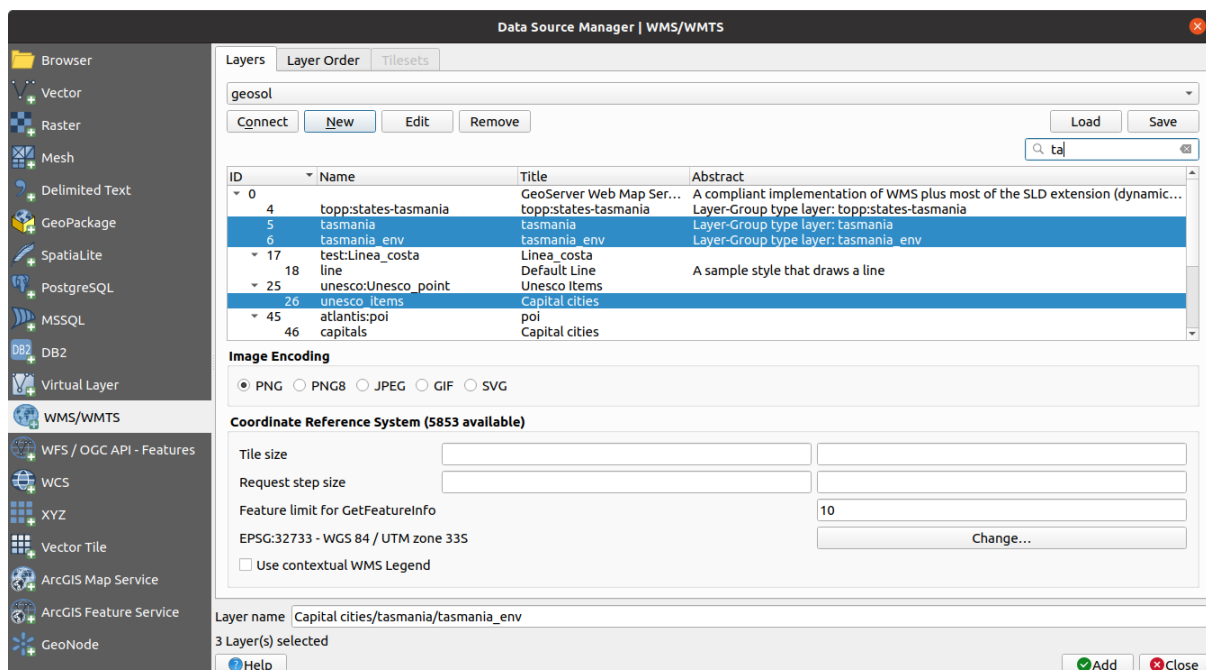 Data Source Manager | WMS/WMTS
Browser
Vector
Raster
Mesh
Delimited Text
GeoPackage
SpatiaLite
PostgreSQL
MSSQL
DB2
DB2
Virtual Layer
WMS/WMTS
WFS / OGC API - Features
WCS
XYZ
Vector Tile
ArcGIS Map Service
ArcGIS Feature Service
GeoNode
Layers Layer Order Tilesets
geosol
Connect New Edit Remove Load Save
ta
ID Name Title Abstract
0 GeoServer Web Map Ser... A compliant implementation of WMS plus most of the SLD extension (dynamic...
4 topp:states-tasmania topp:states-tasmania Layer-Group type layer: topp:states-tasmania
5 tasmania tasmania Layer-Group type layer: tasmania
6 tasmania_env tasmania_env Layer-Group type layer: tasmania_env
17 test:Linea_costa Linea_costa
18 line Default Line A sample style that draws a line
25 unesco:Unesco_point Unesco Items
26 unesco_items Capital cities
45 atlantis:poi poi
46 capitals Capital cities
Image Encoding
PNG PNG8 JPEG GIF SVG
Coordinate Reference System (5853 available)
Tile size
Request step size
Feature limit for GetFeatureInfo 10
EPSG:32733 - WGS 84 / UTM zone 33S Change...
Use contextual WMS Legend
Layer name Capital cities/tasmania/tasmania_env
3 Layer(s) selected
Help Add Close